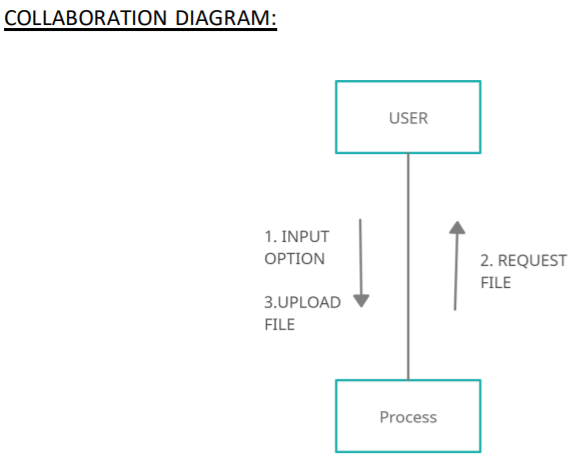 COLLABORATION DIAGRAM:
USER
1. INPUT
OPTION
3.UPLOAD
FILE
2. REQUEST
FILE
Process